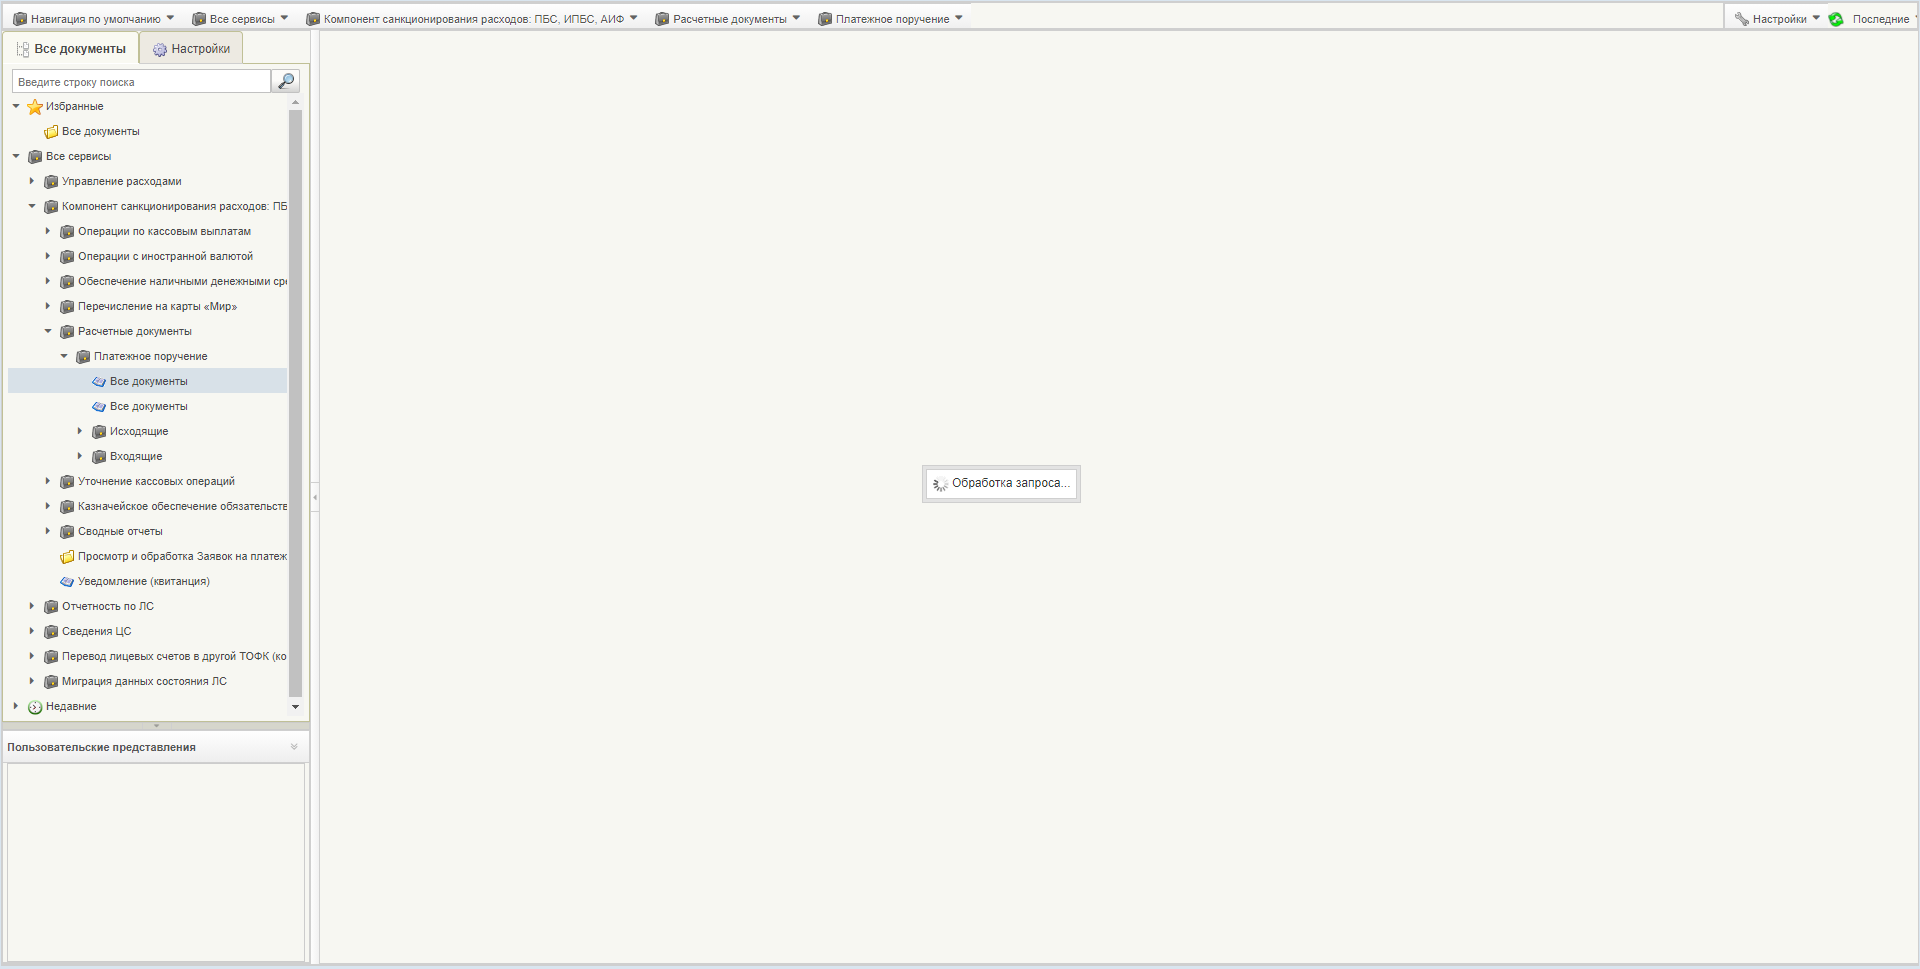 Навигация по умолчанию
Все сервисы
Компонент санкционирования расходов: ПБС, ИПБС, АИФ
Расчетные документы
Платежное поручение
Настройки
Последние
Все документы
Настройки
Введите строку поиска
Избранные
Все документы
Все сервисы
Управление расходами
Компонент санкционирования расходов: ПБ
Операции по кассовым выплатам
Операции с иностранной валютой
Обеспечение наличными денежными сре
Перечисление на карты «Мир»
Расчетные документы
Платежное поручение
Все документы
Все документы
Исходящие
Входящие
Уточнение кассовых операций
Казначейское обеспечение обязательств
Сводные отчеты
Просмотр и обработка Заявок на платеж
Уведомление (квитанция)
Отчетность по ЛС
Сведения ЦС
Перевод лицевых счетов в другой ТОФК (ко
Миграция данных состояния ЛС
Недавние
Пользовательские представления
Обработка запроса...